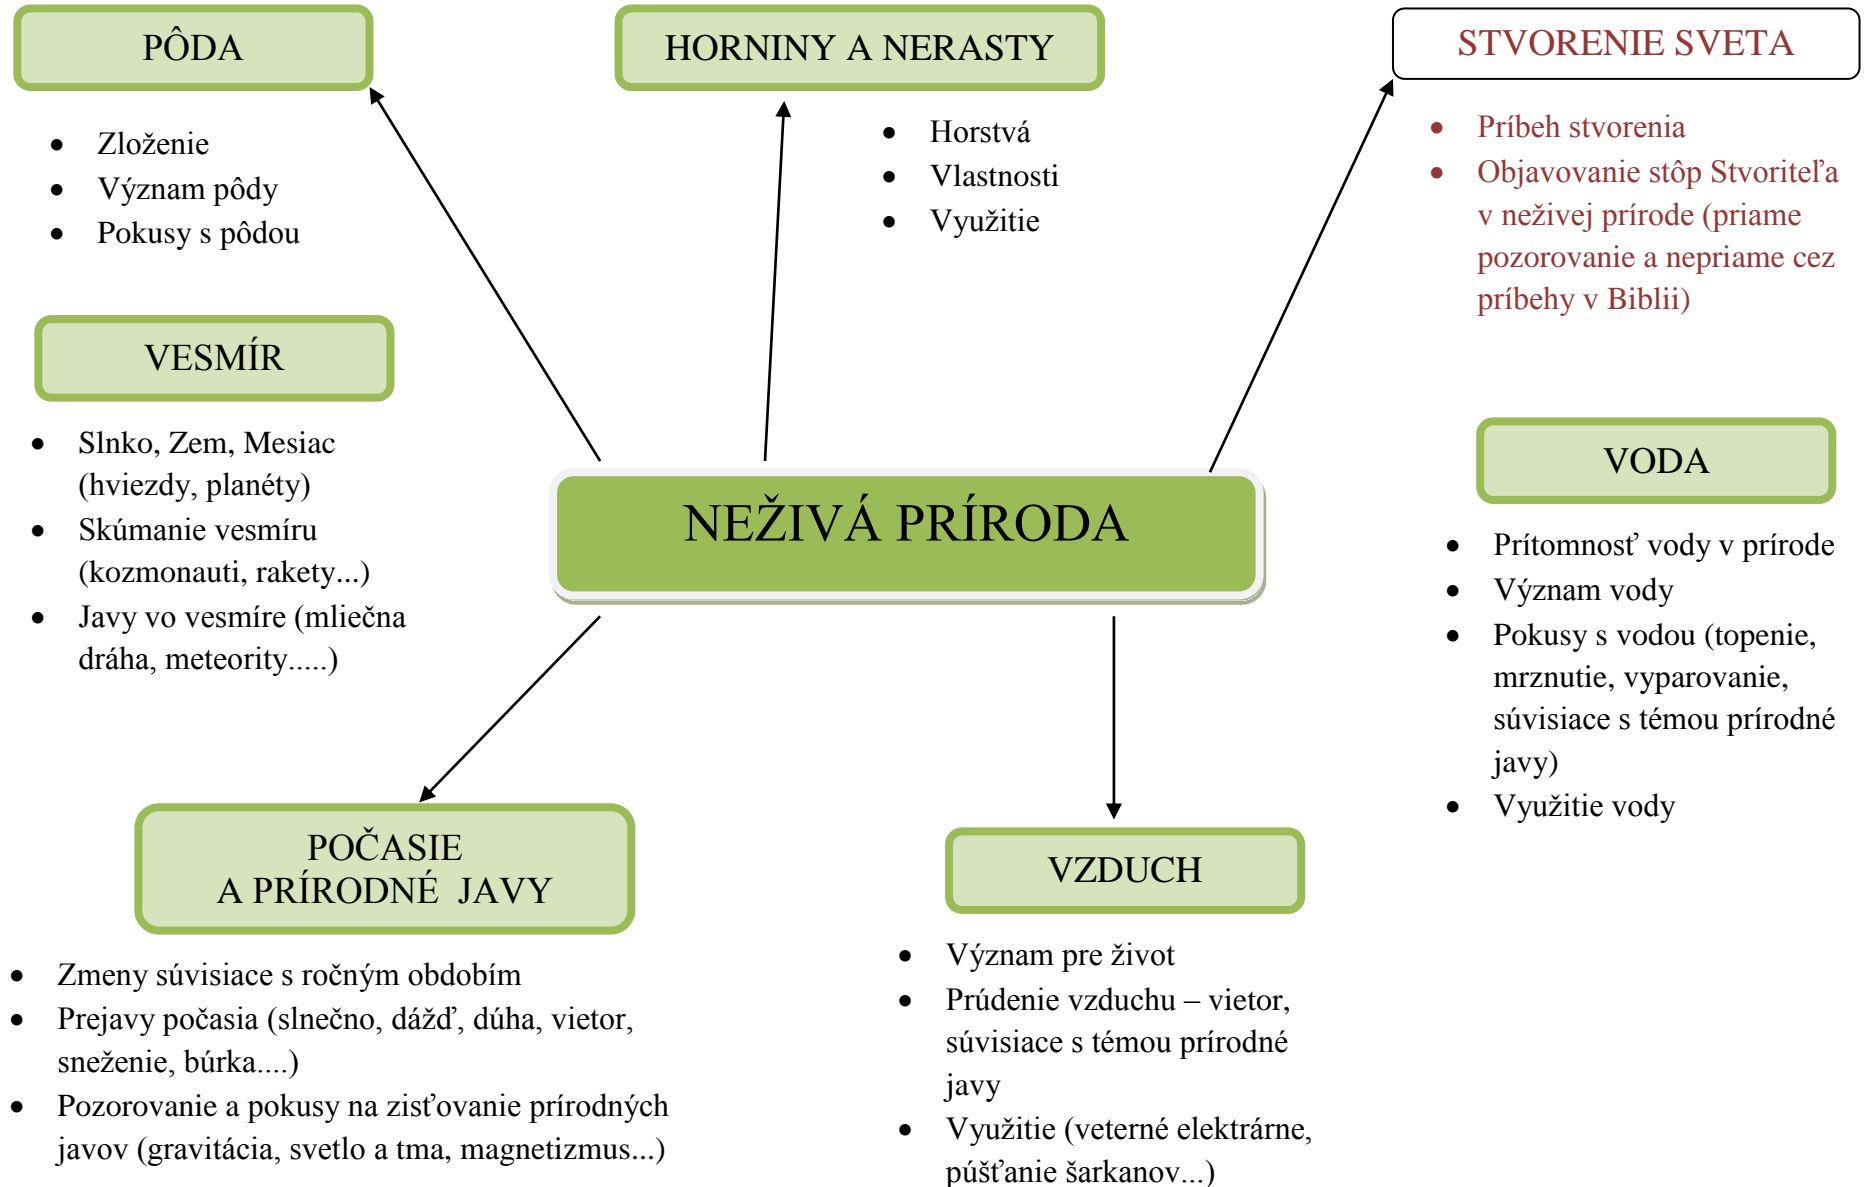 PÔDA
• Zloženie
• Význam pôdy
• Pokusy s pôdou
HORNINY A NERASTY
• Horstvá
• Vlastnosti
• Využitie
STVORENIE SVETA
• Príbeh stvorenia
• Objavovanie stôp Stvoriteľa
v neživej prírode (priame
pozorovanie a nepriame cez
príbehy v Biblii)
VESMÍR
• Slnko, Zem, Mesiac
(hviezdy, planéty)
• Skúmanie vesmíru
(kozmonauti, rakety...)
• Javy vo vesmíre (mliečna
dráha, meteority.....)
NEŽIVÁ PRÍRODA
VODA
• Prítomnosť vody v prírode
• Význam vody
• Pokusy s vodou (topenie,
mrznutie, vyparovanie,
súvisiace s témou prírodné
javy)
• Využitie vody
POČASIE
A PRÍRODNÉ  JAVY
• Zmeny súvisiace s ročným obdobím
• Prejavy počasia (slnečno, dážď, dúha, vietor,
sneženie, búrka....)
• Pozorovanie a pokusy na zisťovanie prírodných
javov (gravitácia, svetlo a tma, magnetizmus...)
VZDUCH
• Význam pre život
• Prúdenie vzduchu – vietor,
súvisiace s témou prírodné
javy
• Využitie (veterné elektrárne,
púšťanie šarkanov...)